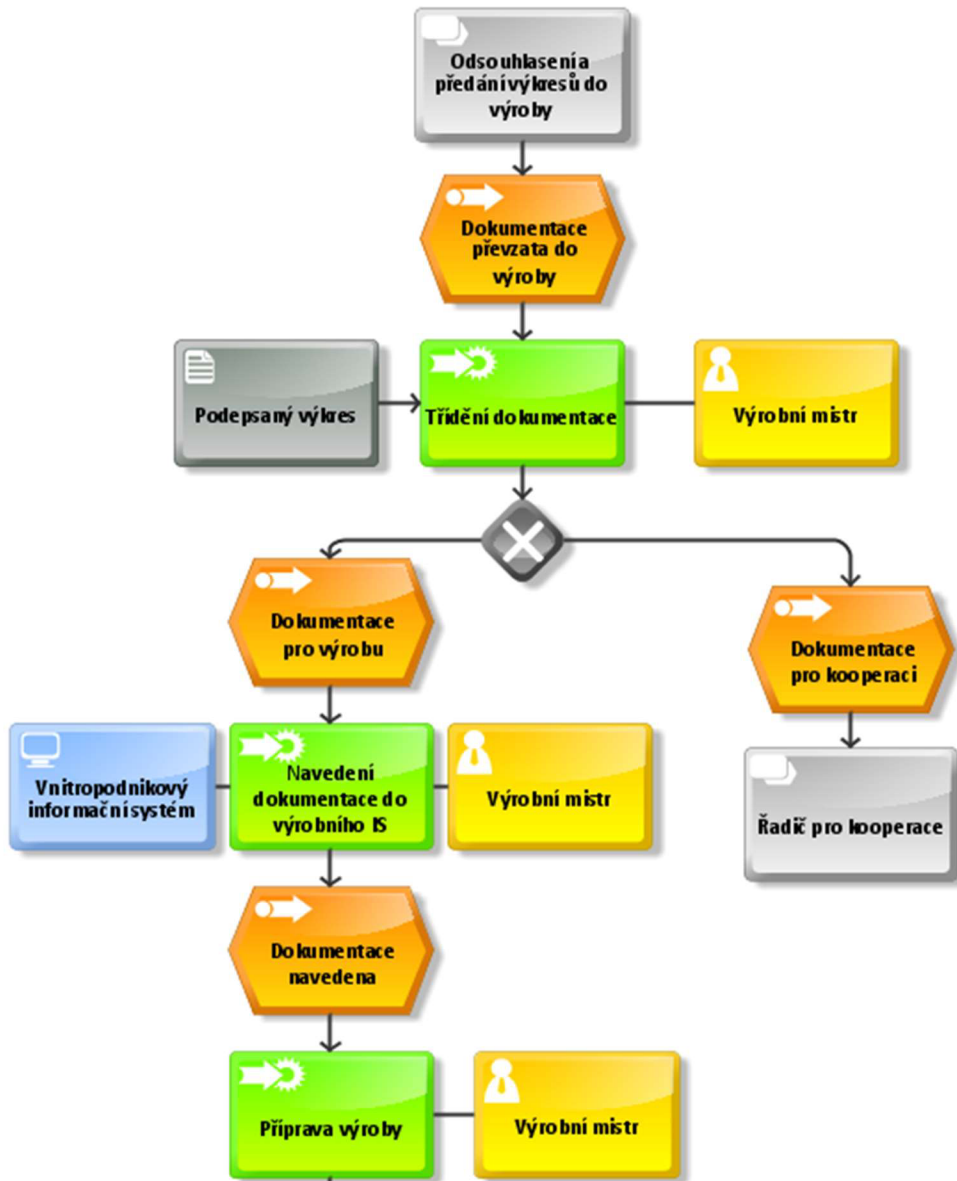 Odsouhlasení a
předání výkresů do
výroby
Dokumentace
převzata do
výroby
Podepsaný výkres
Třídění dokumentace
Výrobní mistr
Dokumentace
pro výrobu
Dokumentace
pro kooperaci
Vnitropodnikový
informační systém
Navedení
dokumentace do
výrobního IS
Výrobní mistr
Řadič pro kooperace
Dokumentace
navedena
Příprava výroby
Výrobní mistr